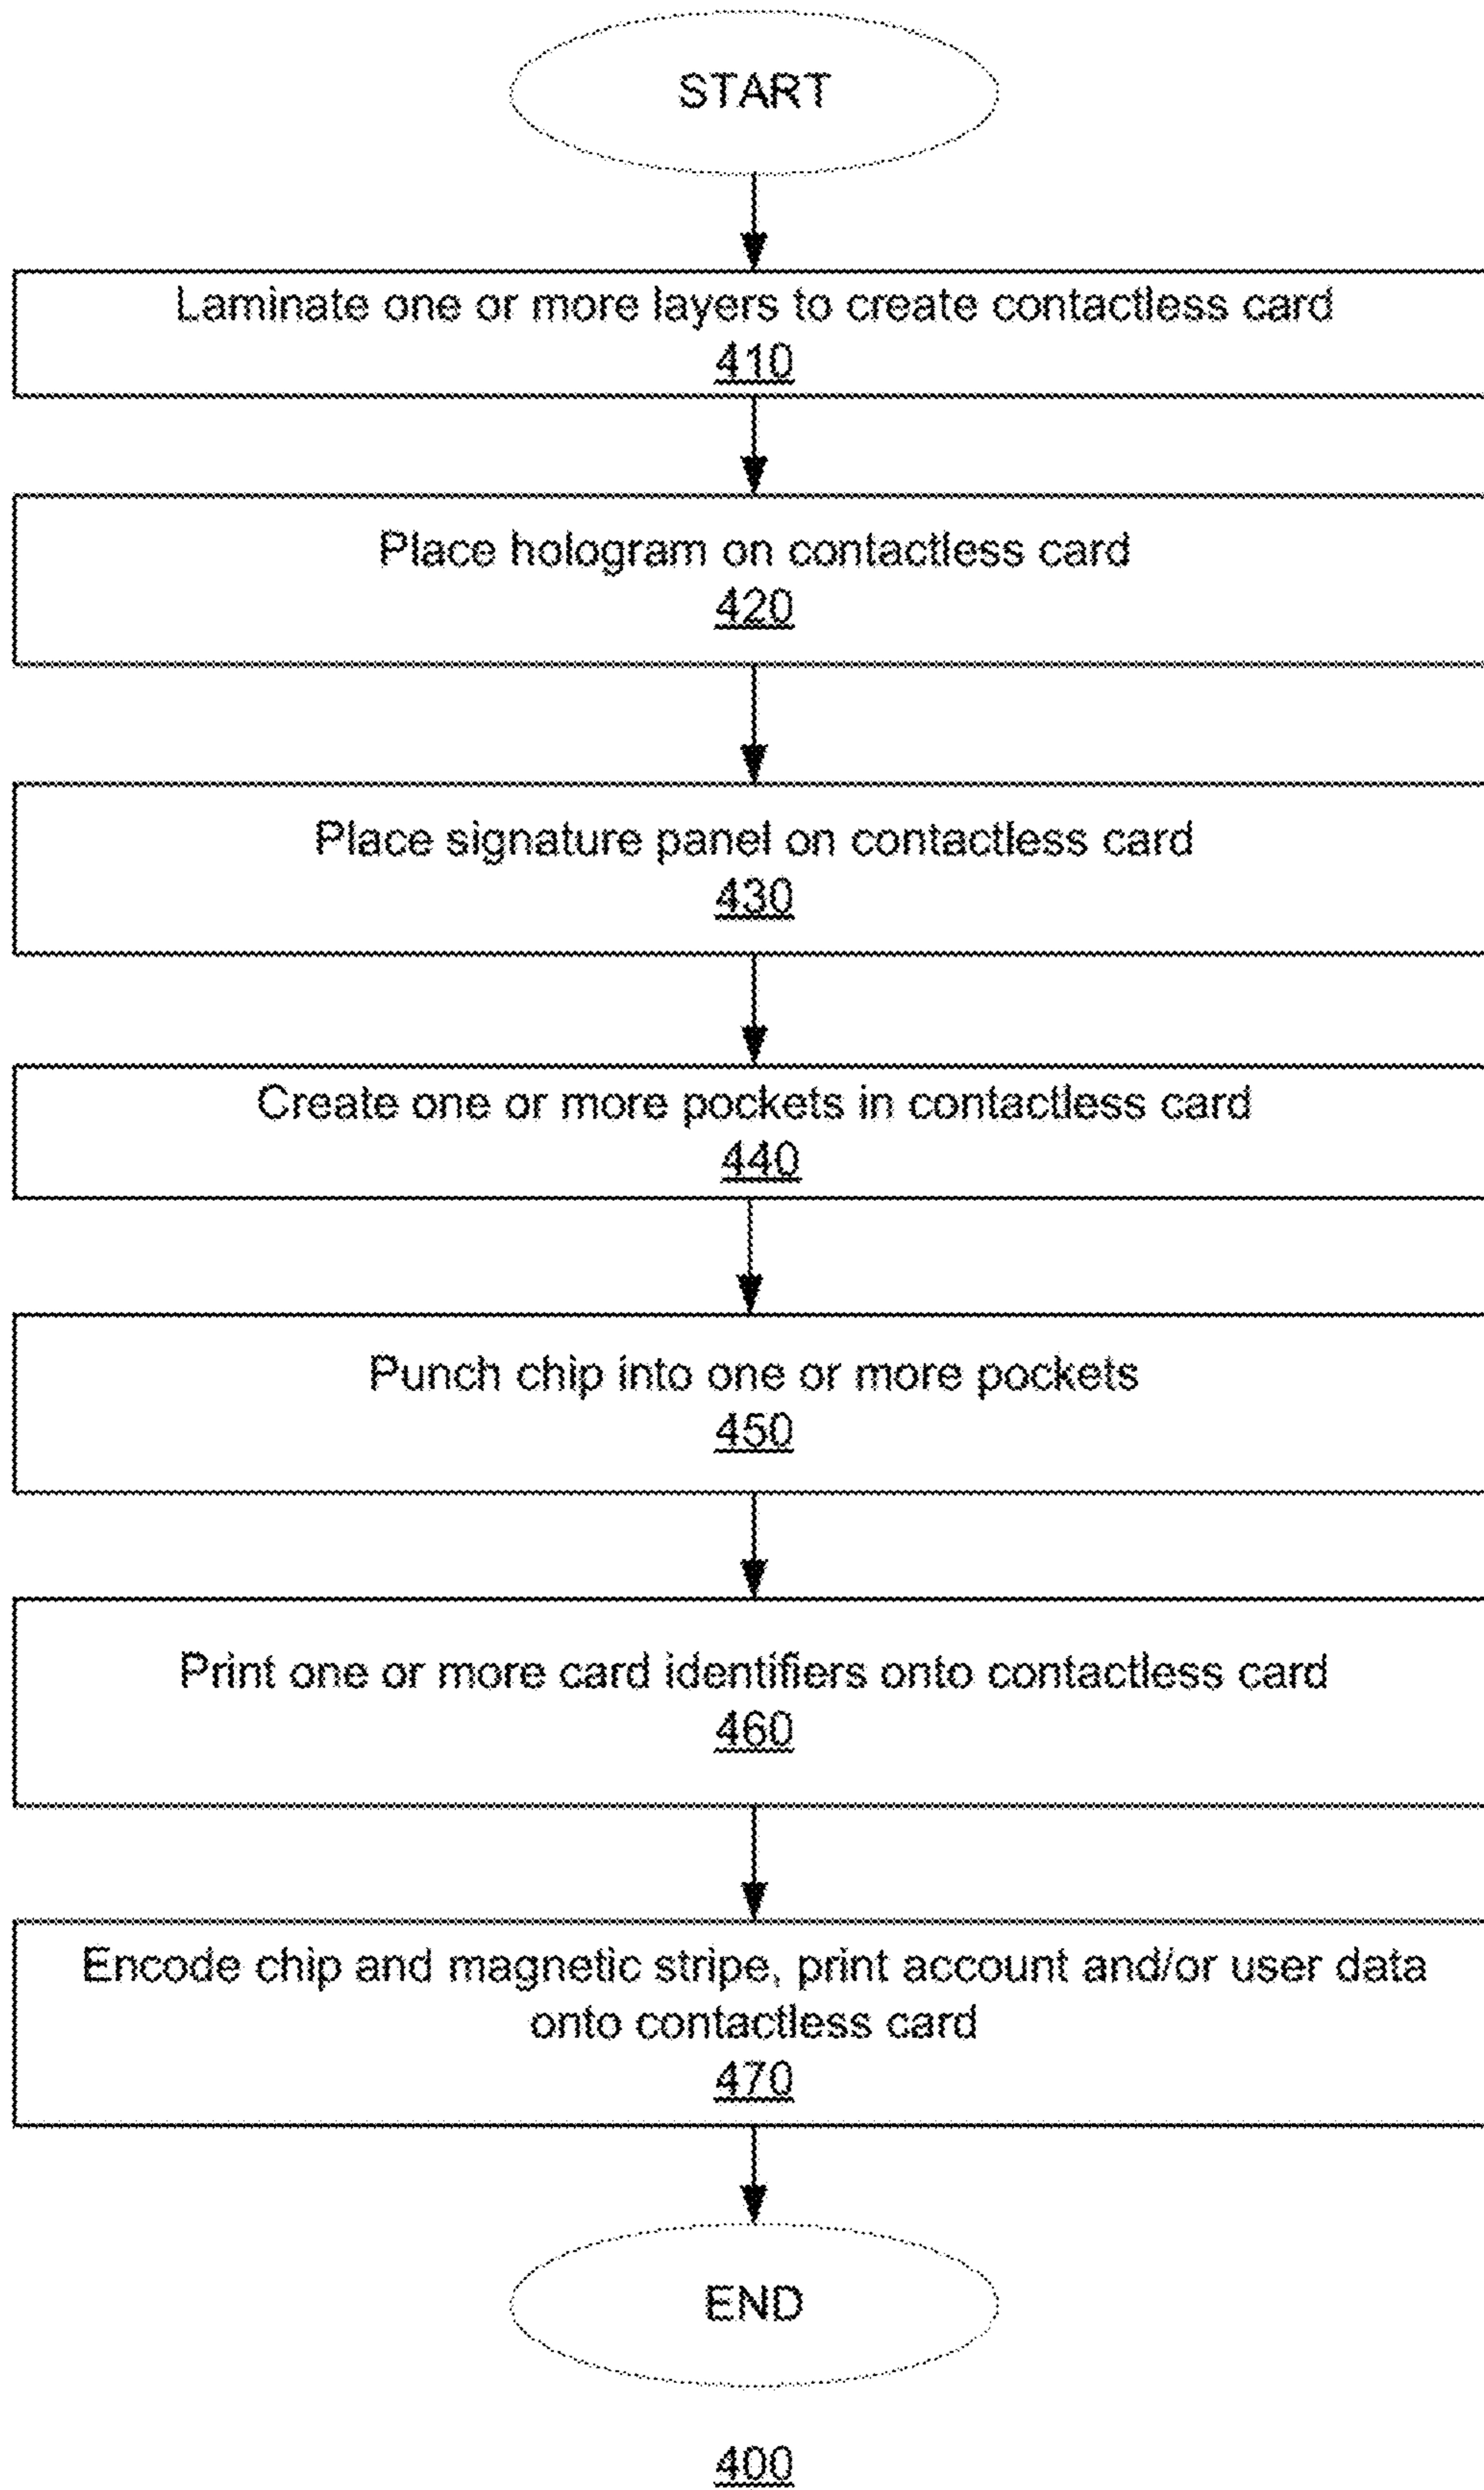 START
Laminate one or more layers to create contactless card
410
Place hologram on contactless card
420
Place signature panel on contactless card
430
Create one or more pockets in contactless card
440
Punch chip into one or more pockets
450
Print one or more card identifiers onto contactless card
460
Encode chip and magnetic stripe, print account and/or user data
onto contactless card
470
END
400